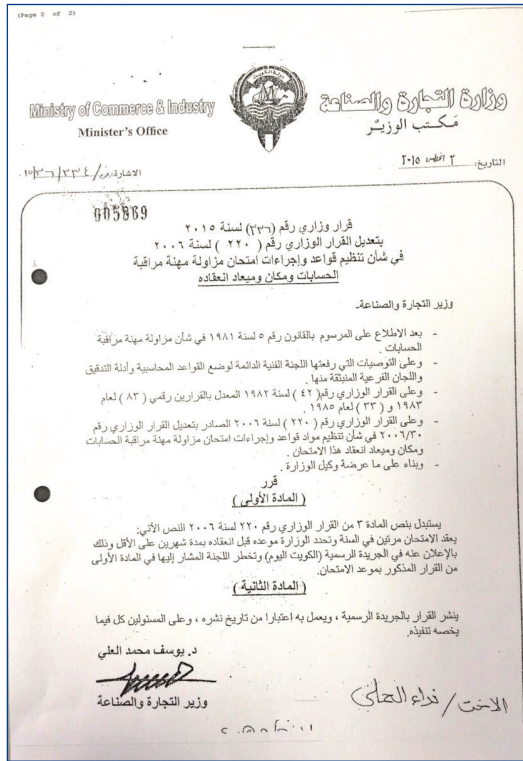 (Page 2 of 2)
Ministry of Commerce & Industry
Minister's Office
وزارة التجارة والصناعة
مكتب الوزير
التاريخ: ٢ ٢٠١٥
الاشارة:
005869
قرار وزاري رقم (٣٣٦) لسنة ٢٠١٥
بتعديل القرار الوزاري رقم ( ٢٢٠ ) لسنة ٢٠٠٦
في شأن تنظيم قواعد وإجراءات امتحان مزاولة مهنة مراقبة
الحسابات ومكان وميعاد انعقاده
وزير التجارة والصناعة-
- بعد الاطلاع على المرسوم بالقانون رقم ٥ لسنة ١٩٨١ في شأن مزاولة مهنة مراقبة
الحسابات .
- وعلى التوصيات التي رفعتها اللجنة الفنية الدائمة لوضع القواعد المحاسبية وأدلة التدقيق
واللجان الفرعية المنبثقة منها .
- وعلى القرار الوزاري رقم( ٤٢ ) لسنة ١٩٨٢ المعدل بالقرارين رقمي ( ٨٣ ) لعام
١٩٨٣ و ( ٣٣ ) لعام ١٩٨٥ .
- وعلى القرار الوزاري رقم ( ٢٢٠ ) لسنة ٢٠٠٦ الصادر بتعديل القرار الوزاري رقم
٢٠٠٦/٣٠ في شأن تنظيم مواد قواعد وإجراءات امتحان مزاولة مهنة مراقبة الحسابات
ومكان وميعاد انعقاد هذا الامتحان .
- وبناء على ما عرضة وكيل الوزارة .
قرر
( المادة الأولى )
يستبدل بنص المادة ٣ من القرار الوزاري رقم ٢٢٠ لسنة ٢٠٠٦ النص الآتي:
يعقد الامتحان مرتين في السنة وتحدد الوزارة موعده قبل انعقاده بمدة شهرين على الأقل وذلك
بالإعلان عنه في الجريدة الرسمية (الكويت اليوم) وتخطر اللجنة المشار إليها في المادة الأولى
من القرار المذكور بموعد الامتحان.
( المادة الثانية )
ينشر القرار بالجريدة الرسمية ، ويعمل به إعتبارا من تاريخ نشره ، وعلى المسئولين كل فيما
يخصه تنفيذه.
د. يوسف محمد العلي
وزير التجارة والصناعة
الاخت / نداء